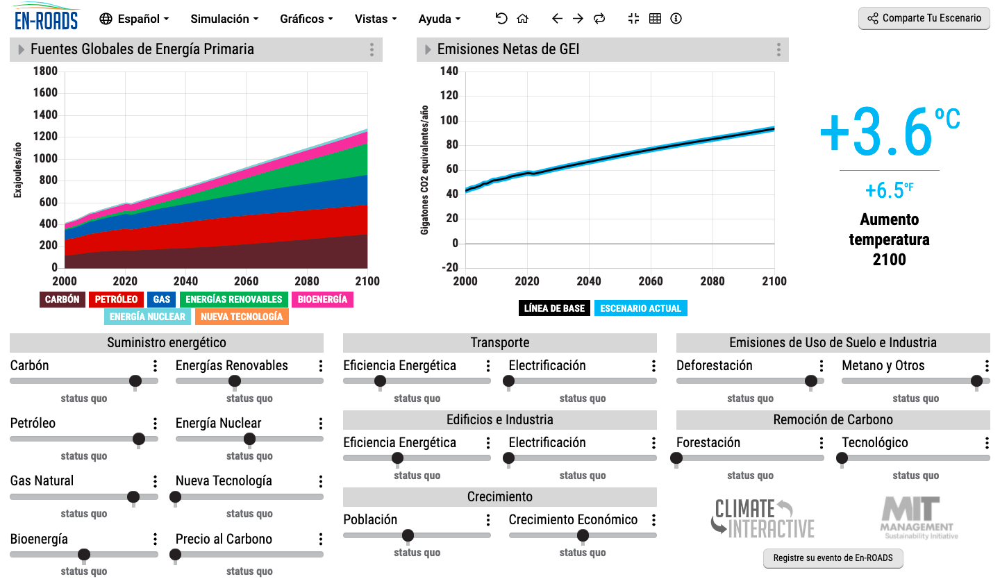 EN-ROADS
Español
Simulación
Gráficos
Vistas
Ayuda
Comparte Tu Escenario
Fuentes Globales de Energía Primaria
Exajoules/año
1800
1600
1400
1200
1000
800
600
400
200
0
2000 2020 2040 2060 2080 2100
CARBÓN PETRÓLEO GAS ENERGÍAS RENOVABLES BIOENERGÍA
ENERGÍA NUCLEAR NUEVA TECNOLOGÍA
Emisiones Netas de GEI
Gigatones CO2 equivalentes/año
140
120
100
80
60
40
20
0
-20
2000 2020 2040 2060 2080 2100
LÍNEA DE BASE ESCENARIO ACTUAL
+3.6 ºC
+6.5 ºF
Aumento
temperatura
2100
Suministro energético
Carbón
status quo
Energías Renovables
status quo
Petróleo
status quo
Energía Nuclear
status quo
Gas Natural
status quo
Nueva Tecnología
status quo
Bioenergía
status quo
Precio al Carbono
status quo
Transporte
Eficiencia Energética
status quo
Electrificación
status quo
Edificios e Industria
Eficiencia Energética
status quo
Electrificación
status quo
Crecimiento
Población
status quo
Crecimiento Económico
status quo
Emisiones de Uso de Suelo e Industria
Deforestación
status quo
Metano y Otros
status quo
Remoción de Carbono
Forestación
status quo
Tecnológico
status quo
CLIMATE
INTERACTIVE
MIT
MANAGEMENT
Sustainability Initiative
Registre su evento de En-ROADS